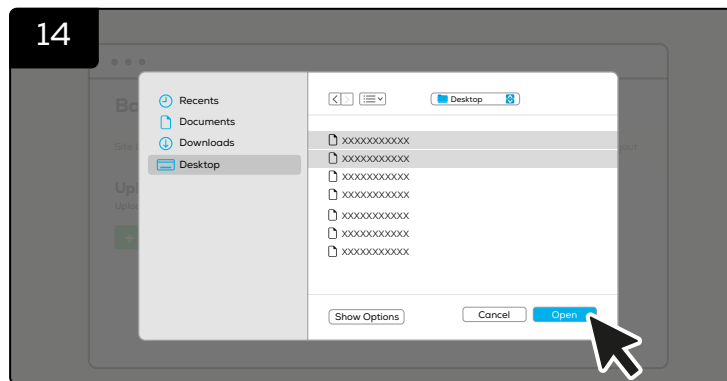 14
Recents
Documents
Downloads
Desktop
Desktop
XXXXXXXXXXX
XXXXXXXXXXX
XXXXXXXXXXX
XXXXXXXXXXX
XXXXXXXXXXX
XXXXXXXXXXX
XXXXXXXXXXX
Show Options
Cancel
Open